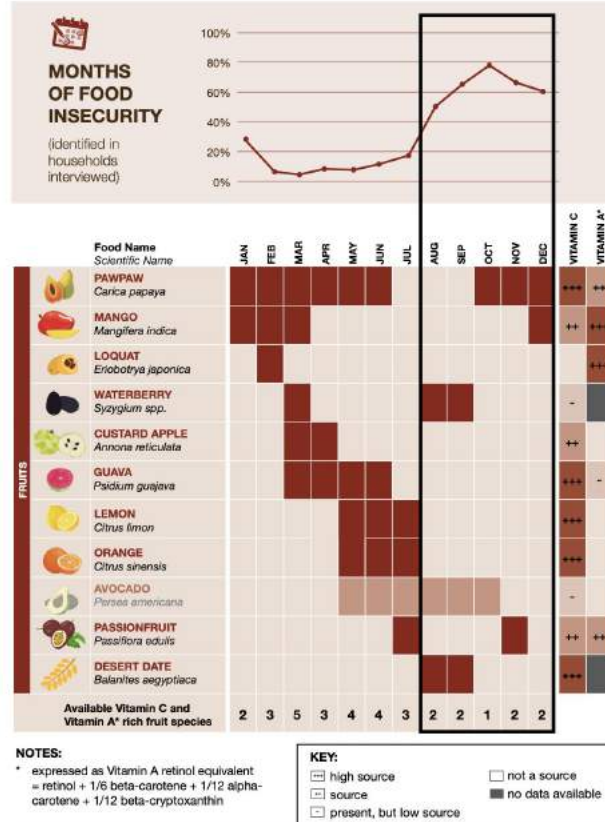 MONTHS
OF FOOD
INSECURITY
(identified in
households
interviewed)
100%
80%
60%
40%
20%
0%
Food Name
Scientific Name
JAN
FEB
MAR
APR
MAY
JUN
JUL
AUG
SEP
OCT
NOV
DEC
VITAMIN C
VITAMIN A*
FRUITS
PAWPAW
Carica papaya
+++
++
MANGO
Mangifera indica
++
+++
LOQUAT
Eriobotrya japonica
+++
WATERBERRY
Syzygium spp.
-
CUSTARD APPLE
Annona reticulata
++
GUAVA
Psidium guajava
+++
-
LEMON
Citrus limon
+++
ORANGE
Citrus sinensis
+++
AVOCADO
Persea americana
-
PASSIONFRUIT
Passiflora edulis
++
++
DESERT DATE
Balanites aegyptiaca
+++
Available Vitamin C and
Vitamin A* rich fruit species
2 3 5 3 4 4 3 2 2 1 2 2
NOTES:
* expressed as Vitamin A retinol equivalent
= retinol + 1/6 beta-carotene + 1/12 alpha-
carotene + 1/12 beta-cryptoxanthin
KEY:
+++ high source
++ source
- present, but low source
not a source
no data available